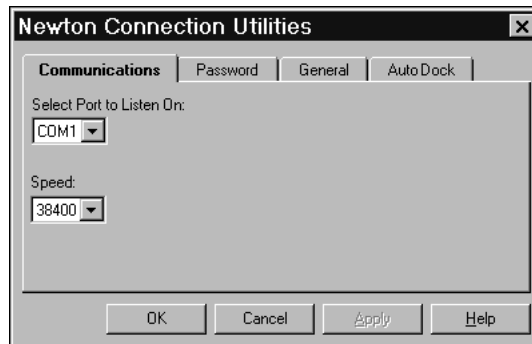 Newton Connection Utilities
Communications Password General Auto Dock
Select Port to Listen On:
COM1
Speed:
38400
OK Cancel Apply Help